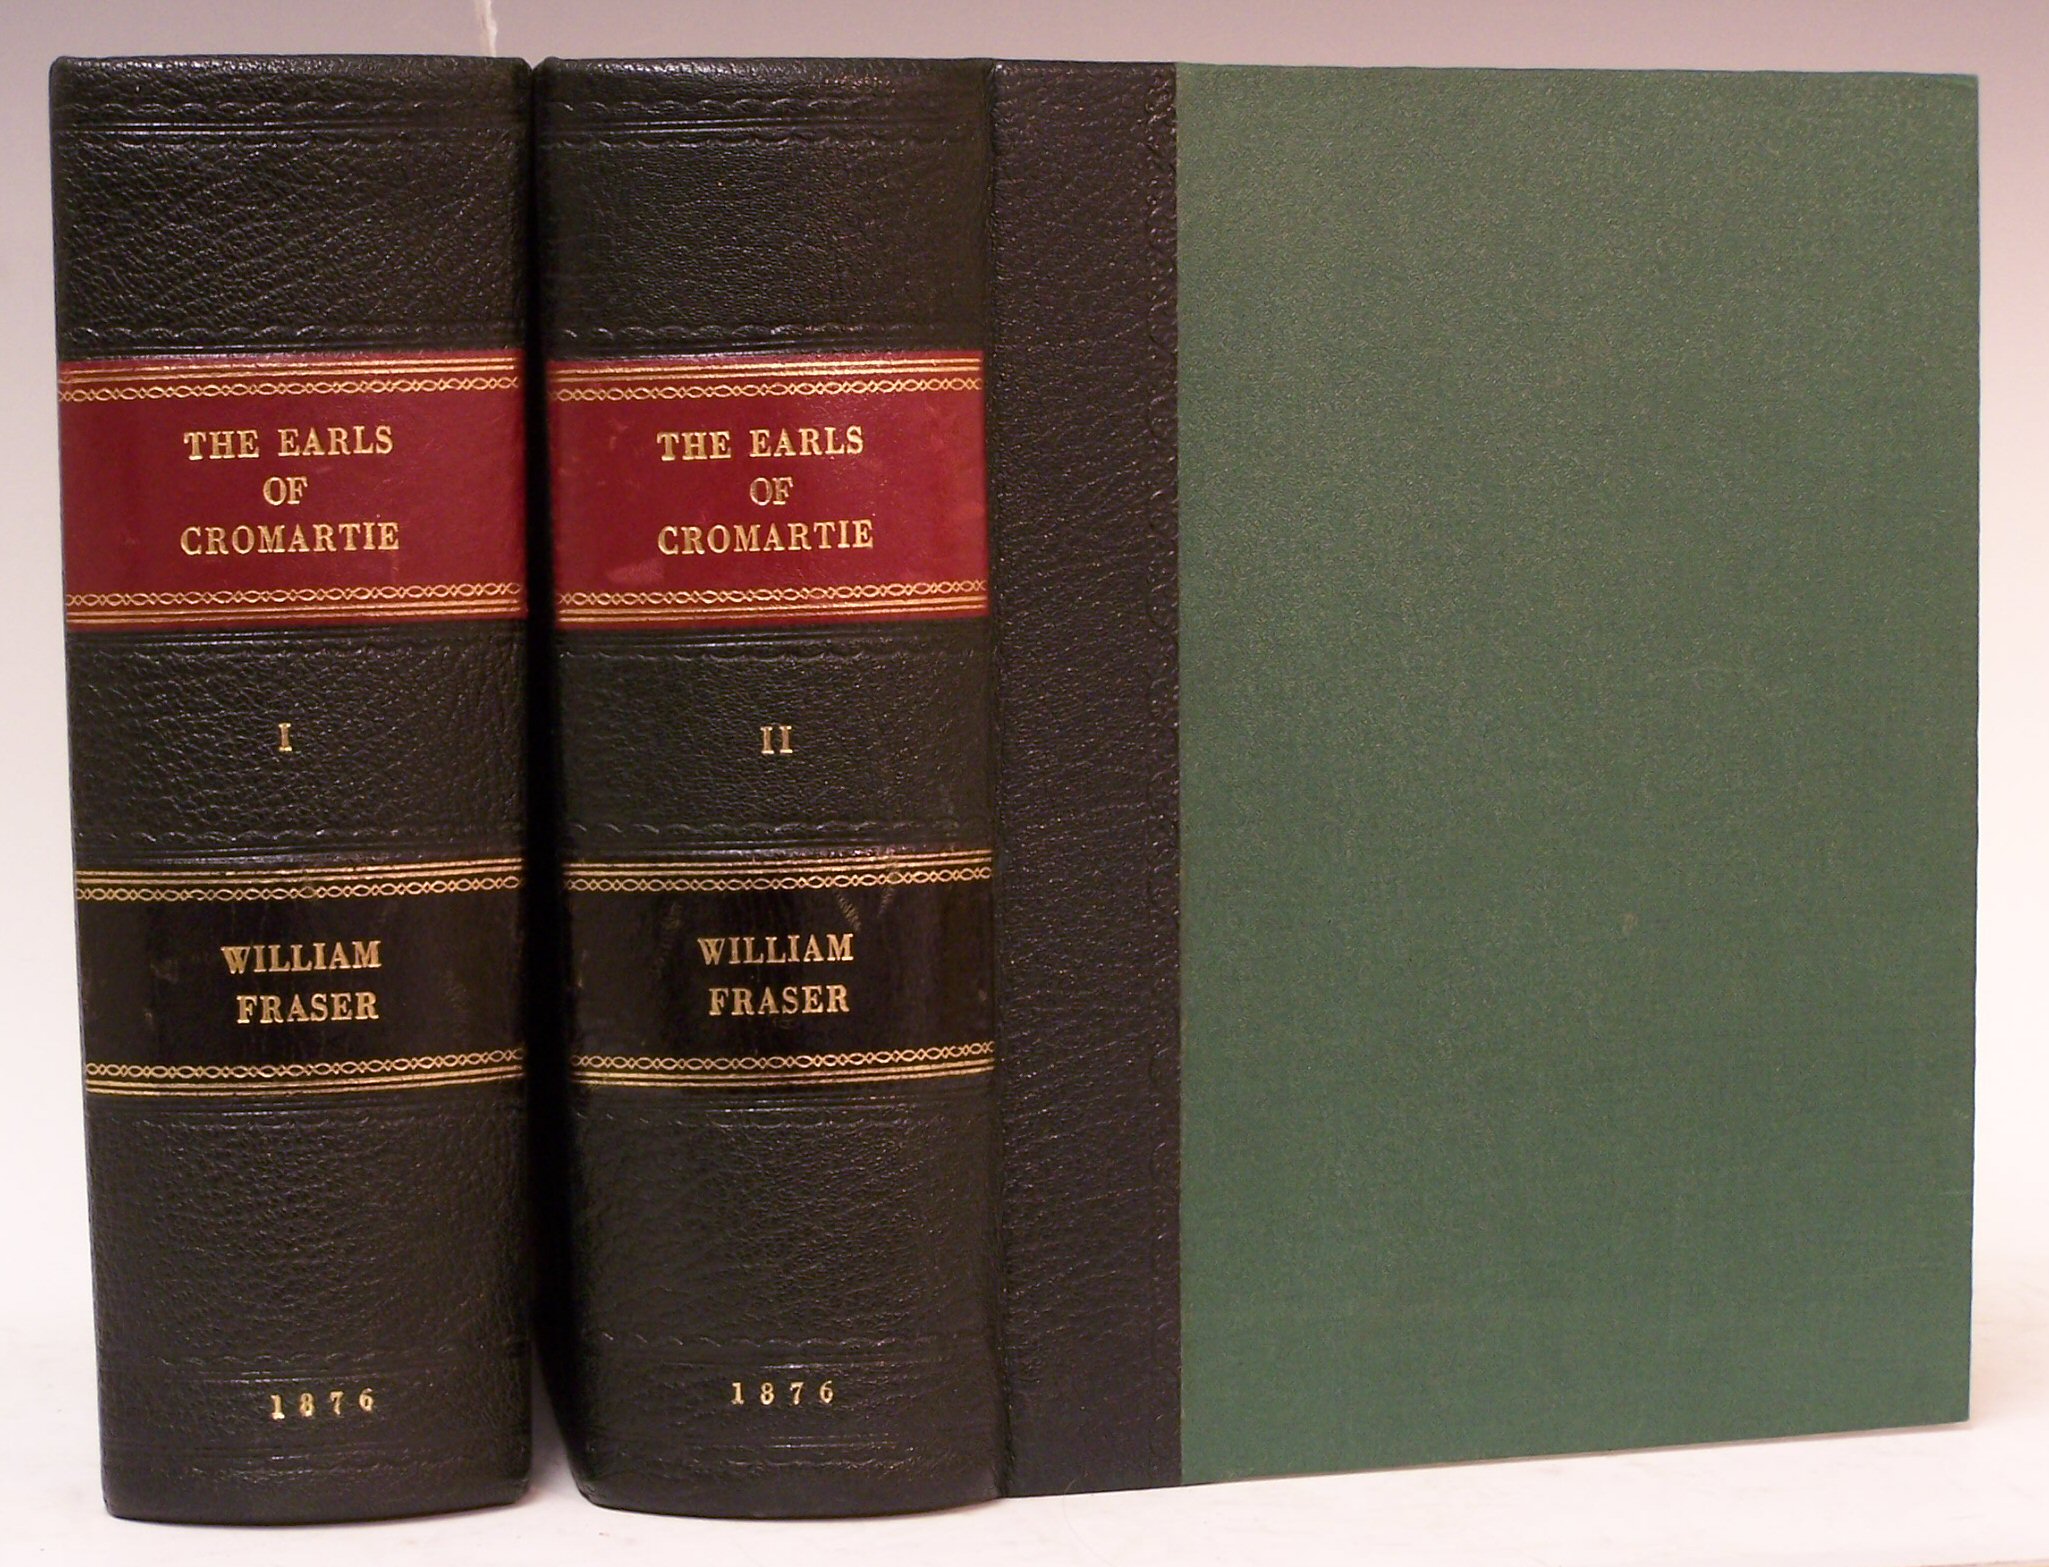 THE EARLS
OF
CROMARTIE
I
WILLIAM
FRASER
1876
THE EARLS
OF
CROMARTIE
II
WILLIAM
FRASER
1876